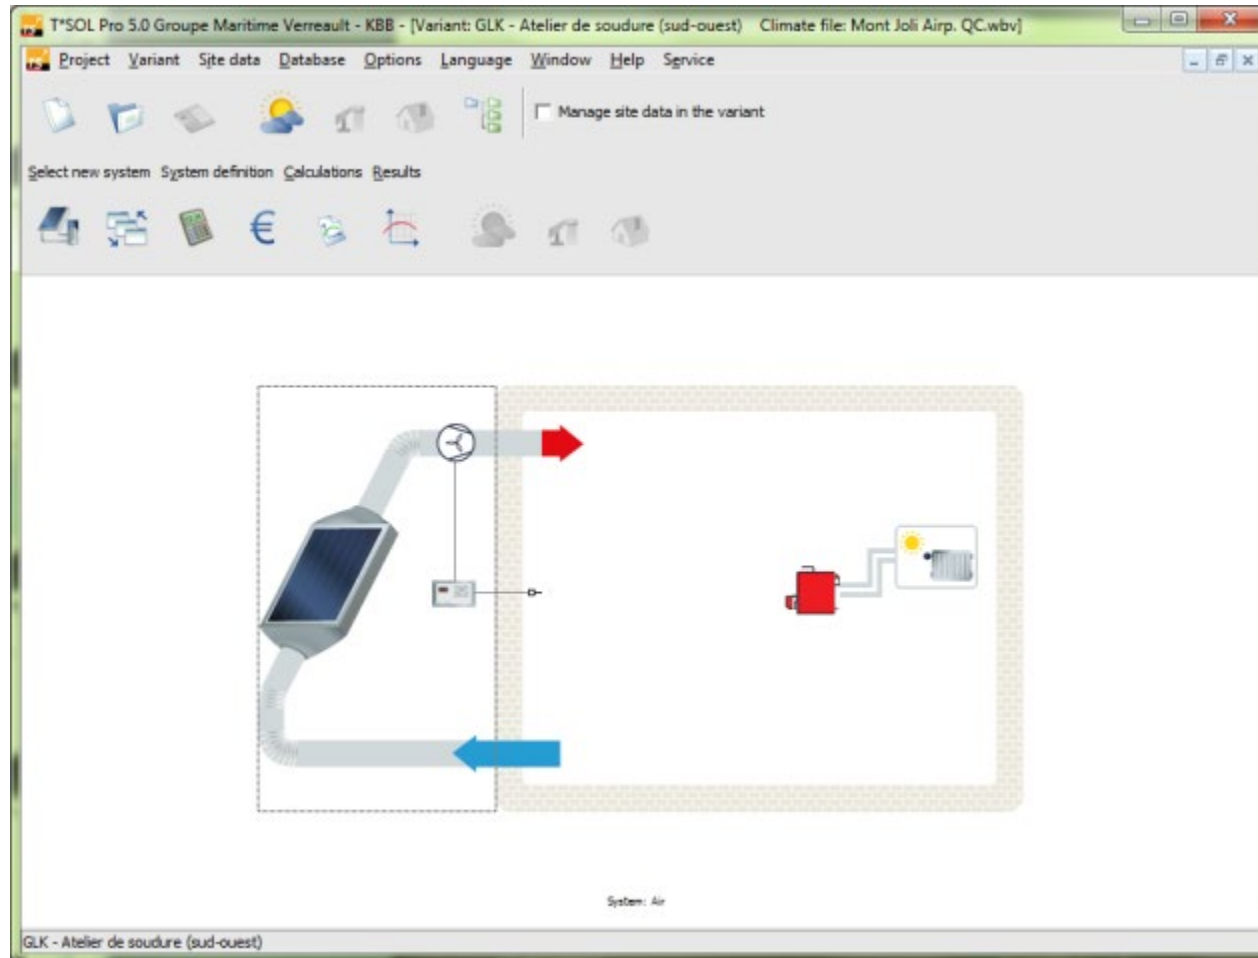 T*SOL Pro 5.0 Groupe Maritime Verreault - KBB - [Variant: GLK - Atelier de soudure (sud-ouest) Climate file: Mont Joli Airp. QC.wbv]
Project Variant Site data Database Options Language Window Help Service
Manage site data in the variant
Select new system System definition Calculations Results
System: Air
GLK - Atelier de soudure (sud-ouest)